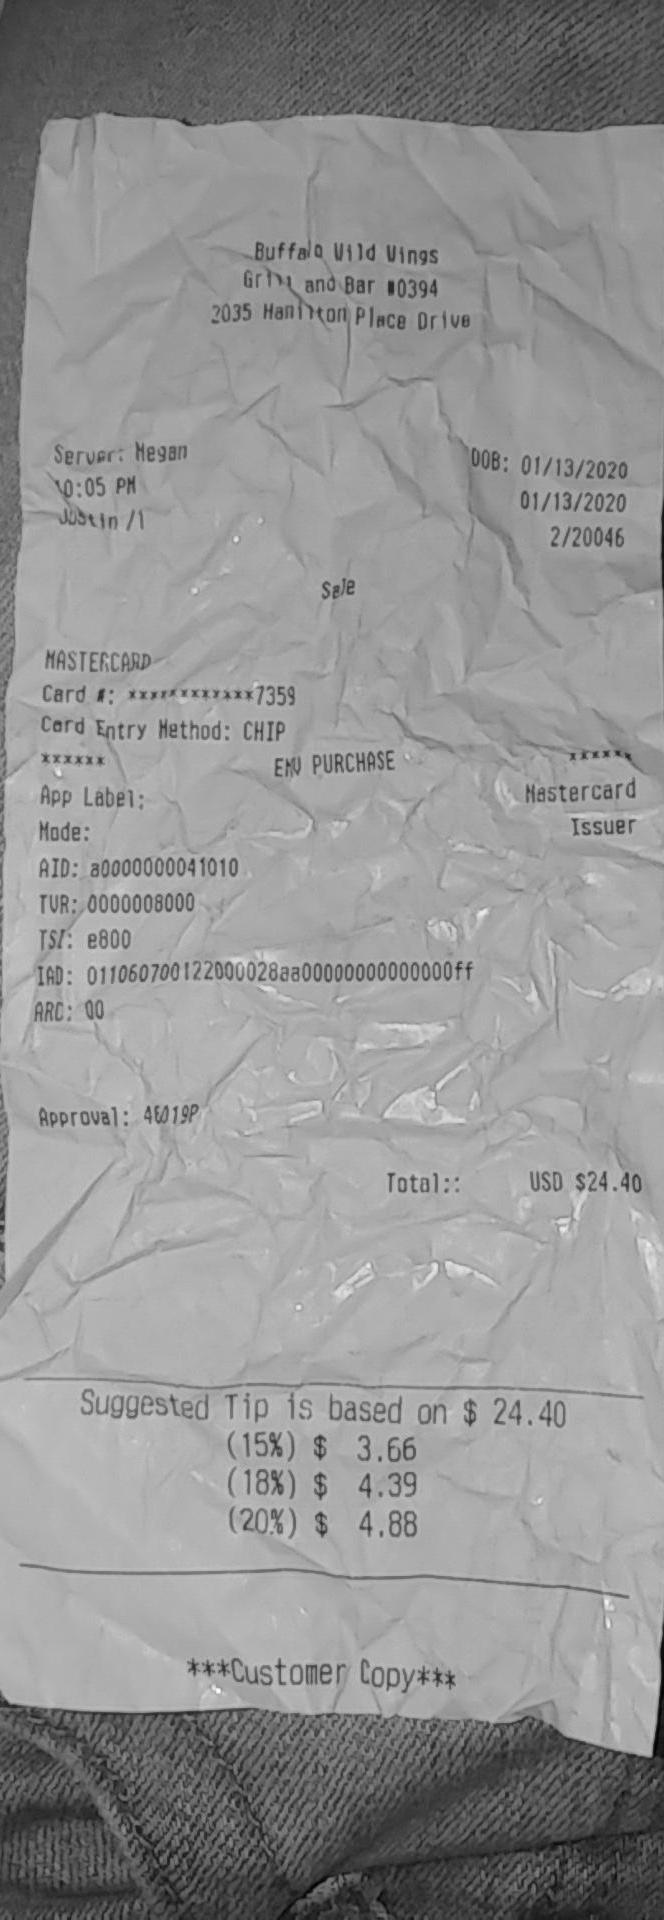 Buffalo Wild Wings
Grill and Bar #0394
2035 Hamilton Place Drive
Server: Megan DOB: 01/13/2020
10:05 PM 01/13/2020
Justin /1 2/20046
Sale
MASTERCARD
Card #: ************7359
Card Entry Method: CHIP
****** EMV PURCHASE ******
App Label: Mastercard
Mode: Issuer
AID: a0000000041010
TVR: 0000008000
TSI: e800
IAD: 011060700122000028aa00000000000000ff
ARC: 00
Approval:
Total:: USD $24.40
Suggested Tip is based on $ 24.40
(15%) $ 3.66
(18%) $ 4.39
(20%) $ 4.88
***Customer Copy***